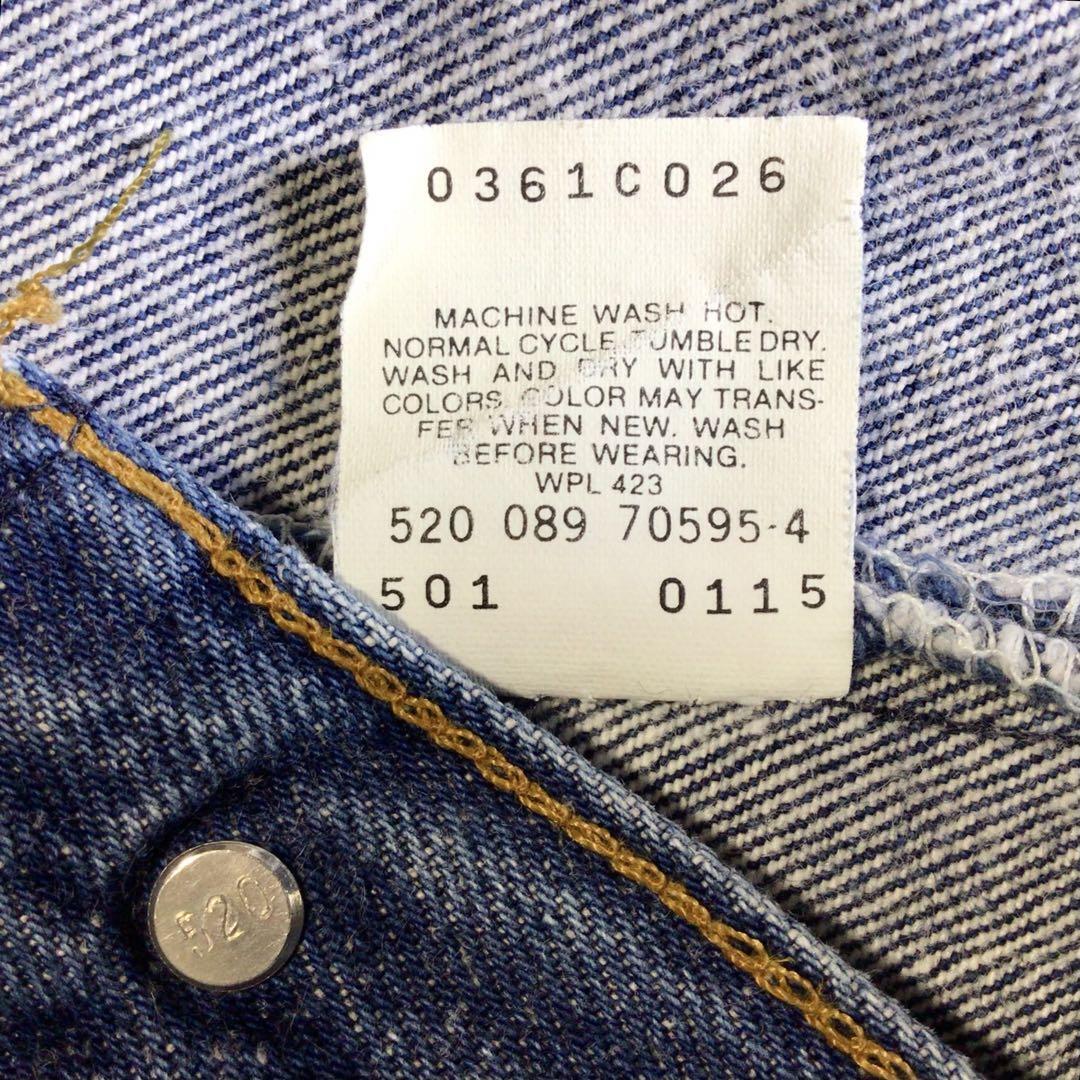 0361C026
MACHINE WASH HOT.
NORMAL CYCLE TUMBLE DRY.
WASH AND DRY WITH LIKE
COLORS. COLOR MAY TRANS-
FER WHEN NEW. WASH
BEFORE WEARING.
WPL 423
520 089 70595-4
501 0115
520